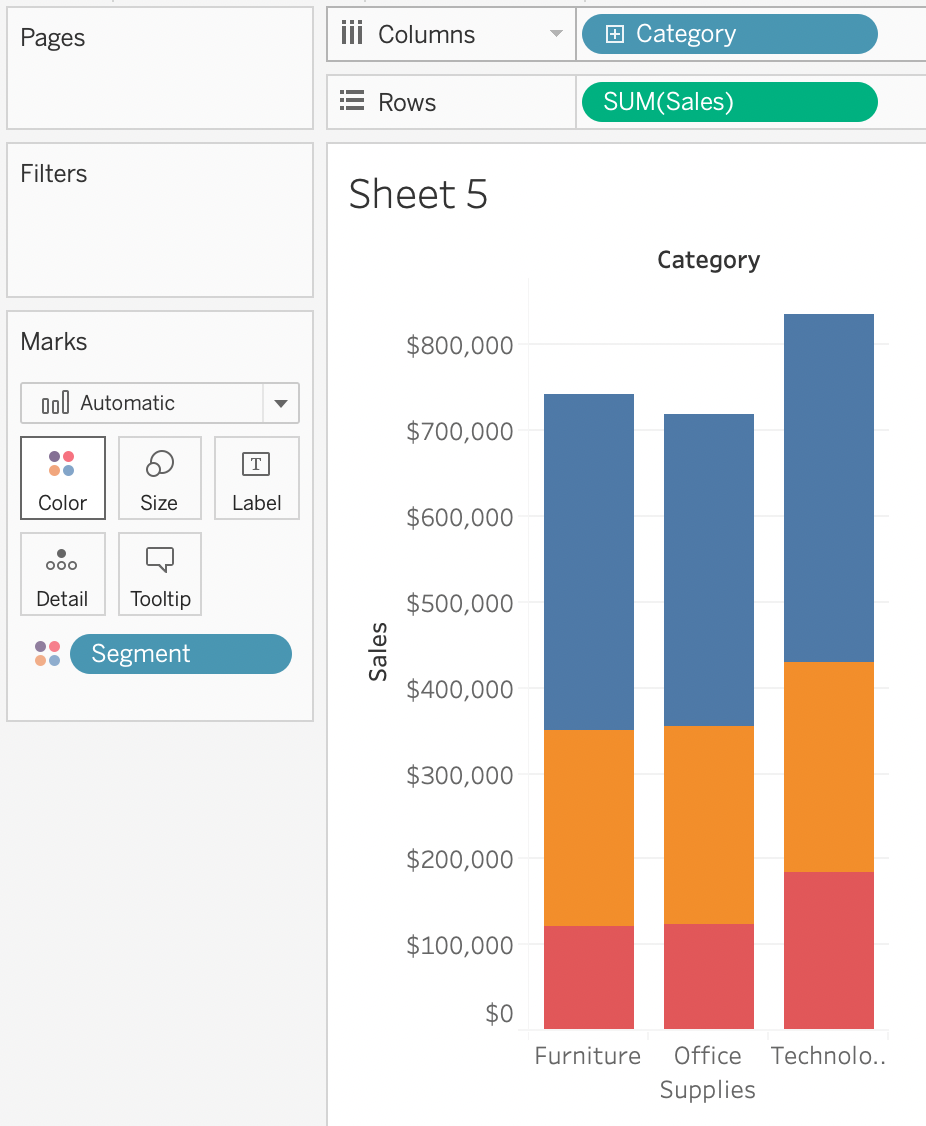 Pages
Columns
Category
Rows
SUM(Sales)
Filters
Sheet 5
Category
Marks
Automatic
Color
Size
T
Label
Detail
Tooltip
Segment
Sales
$800,000
$700,000
$600,000
$500,000
$400,000
$300,000
$200,000
$100,000
$0
Furniture
Office
Supplies
Technolo..